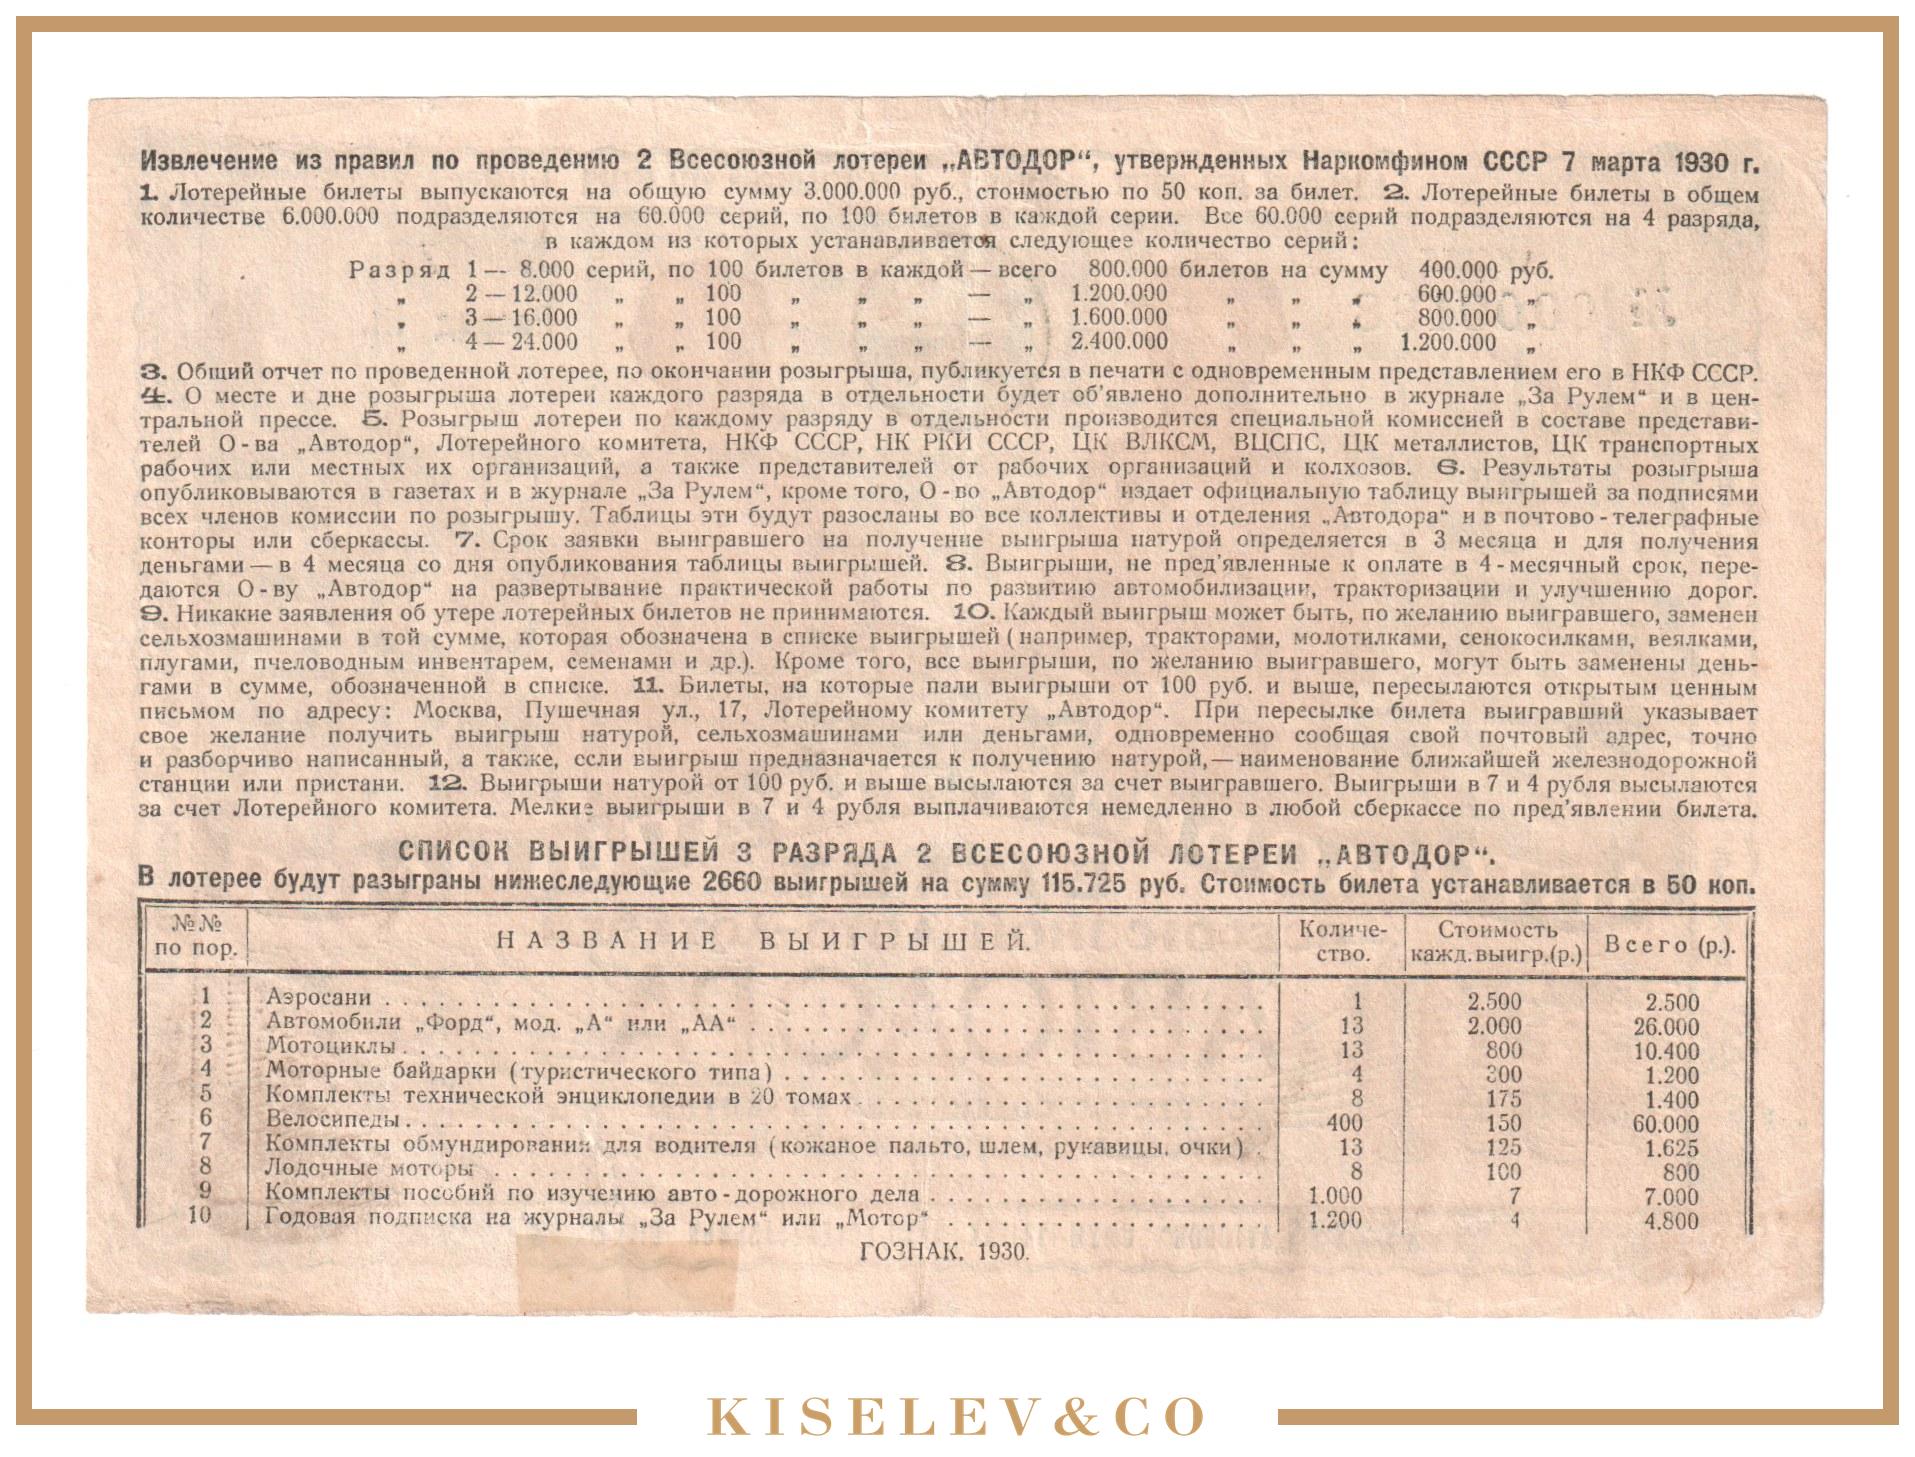 Извлечение из правил по проведению 2 Всесоюзной лотереи „АВТОДОР“, утвержденных Наркомфином СССР 7 марта 1930 г.
1. Лотерейные билеты выпускаются на общую сумму 3.000.000 руб., стоимостью по 50 коп. за билет. 2. Лотерейные билеты в общем
количестве 6.000.000 подразделяются на 60.000 серий, по 100 билетов в каждой серии. Все 60.000 серий подразделяются на 4 разряда,
в каждом из которых устанавливается следующее количество серий:
Разряд 1 — 8.000 серий, по 100 билетов в каждой — всего 800.000 билетов на сумму 400.000 руб.
„ 2 — 12.000 „ „ 100 „ „ „ — „ 1.200.000 „ „ „ 600.000 „
„ 3 — 16.000 „ „ 100 „ „ „ — „ 1.600.000 „ „ „ 800.000 „
„ 4 — 24.000 „ „ 100 „ „ „ — „ 2.400.000 „ „ „ 1.200.000 „
3. Общий отчет по проведенной лотерее, по окончании розыгрыша, публикуется в печати с одновременным представлением его в НКФ СССР.
4. О месте и дне розыгрыша лотереи каждого разряда в отдельности будет об'явлено дополнительно в журнале „За Рулем“ и в цен-
тральной прессе. 5. Розыгрыш лотереи по каждому разряду в отдельности производится специальной комиссией в составе представи-
телей О-ва „Автодор“, Лотерейного комитета, НКФ СССР, НК РКИ СССР, ЦК ВЛКСМ, ВЦСПС, ЦК металлистов, ЦК транспортных
рабочих или местных их организаций, а также представителей от рабочих организаций и колхозов. 6. Результаты розыгрыша
опубликовываются в газетах и в журнале „За Рулем“, кроме того, О-во „Автодор“ издает официальную таблицу выигрышей за подписями
всех членов комиссии по розыгрышу. Таблицы эти будут разосланы во все коллективы и отделения „Автодора“ и в почтово-телеграфные
конторы или сберкассы. 7. Срок заявки выигравшего на получение выигрыша натурой определяется в 3 месяца и для получения
деньгами — в 4 месяца со дня опубликования таблицы выигрышей. 8. Выигрыши, не пред'явленные к оплате в 4-месячный срок, пере-
даются О-ву „Автодор“ на развертывание практической работы по развитию автомобилизации, тракторизации и улучшению дорог.
9. Никакие заявления об утере лотерейных билетов не принимаются. 10. Каждый выигрыш может быть, по желанию выигравшего, заменен
сельхозмашинами в той сумме, которая обозначена в списке выигрышей (например, тракторами, молотилками, сенокосилками, веялками,
плугами, пчеловодным инвентарем, семенами и др.). Кроме того, все выигрыши, по желанию выигравшего, могут быть заменены день-
гами в сумме, обозначенной в списке. 11. Билеты, на которые пали выигрыши от 100 руб. и выше, пересылаются открытым ценным
письмом по адресу: Москва, Пушечная ул., 17, Лотерейному комитету „Автодор“. При пересылке билета выигравший указывает
свое желание получить выигрыш натурой, сельхозмашинами или деньгами, одновременно сообщая свой почтовый адрес, точно
и разборчиво написанный, а также, если выигрыш предназначается к получению натурой, — наименование ближайшей железнодорожной
станции или пристани. 12. Выигрыши натурой от 100 руб. и выше высылаются за счет выигравшего. Выигрыши в 7 и 4 рубля высылаются
за счет Лотерейного комитета. Мелкие выигрыши в 7 и 4 рубля выплачиваются немедленно в любой сберкассе по пред'явлении билета.
СПИСОК ВЫИГРЫШЕЙ 3 РАЗРЯДА 2 ВСЕСОЮЗНОЙ ЛОТЕРЕИ „АВТОДОР“.
В лотерее будут разыграны нижеследующие 2660 выигрышей на сумму 115.725 руб. Стоимость билета устанавливается в 50 коп.
№№ по пор. НАЗВАНИЕ ВЫИГРЫШЕЙ. Количе- ство. Стоимость кажд. выигр.(р.) Всего (р.).
1 Аэросани 1 2.500 2.500
2 Автомобили „Форд“, мод. „А“ или „АА“ 13 2.000 26.000
3 Мотоциклы 13 800 10.400
4 Моторные байдарки (туристического типа) 4 300 1.200
5 Комплекты технической энциклопедии в 20 томах 8 175 1.400
6 Велосипеды 400 150 60.000
7 Комплекты обмундирования для водителя (кожаное пальто, шлем, рукавицы, очки) 13 125 1.625
8 Лодочные моторы 8 100 800
9 Комплекты пособий по изучению авто-дорожного дела 1.000 7 7.000
10 Годовая подписка на журналы „За Рулем“ или „Мотор“ 1.200 4 4.800
ГОЗНАК. 1930.
KISELEV&CO